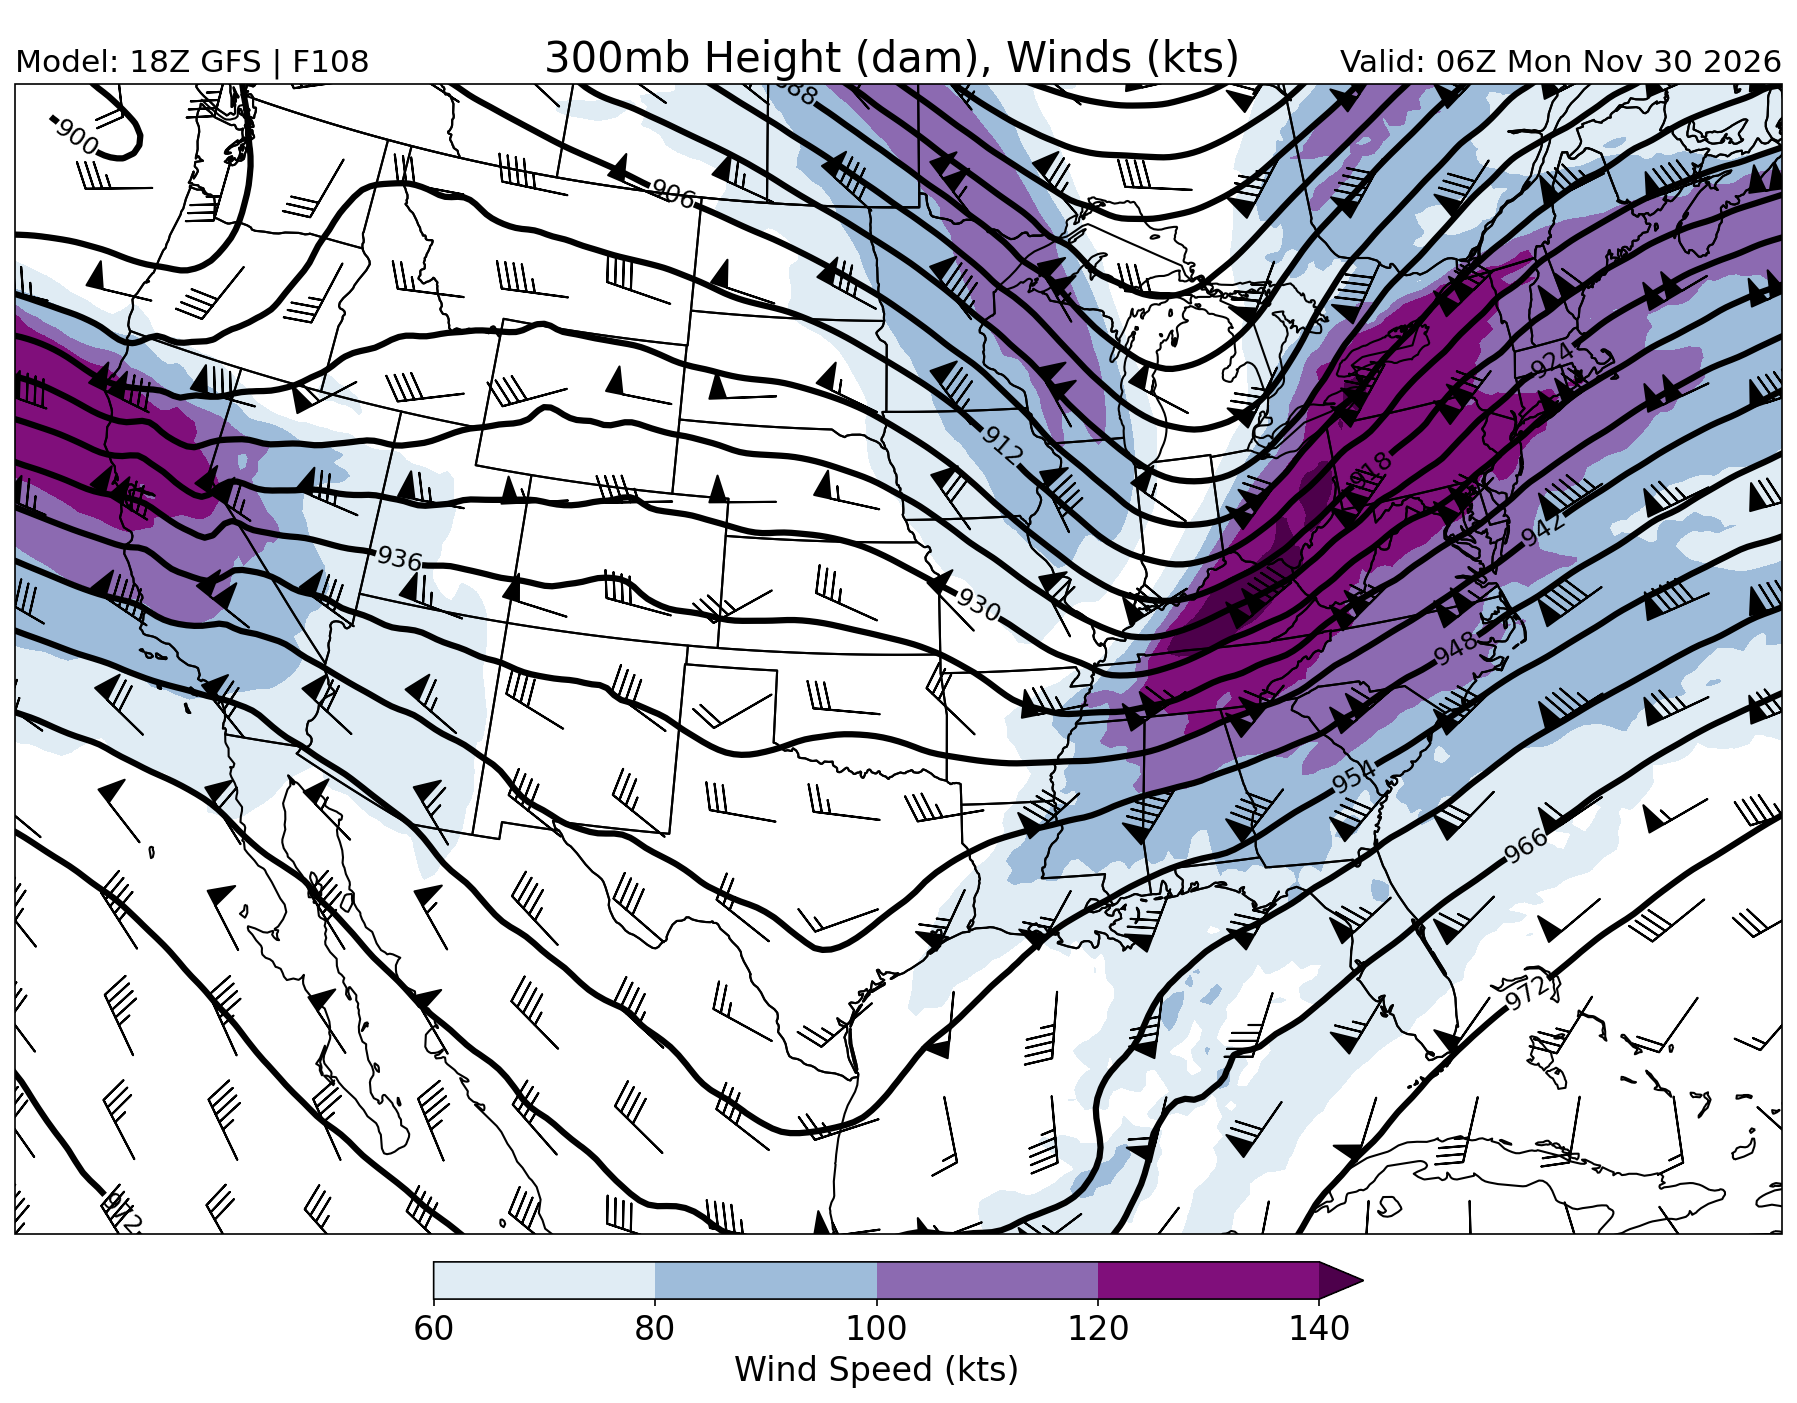 Model: 18Z GFS | F108
300mb Height (dam), Winds (kts)
Valid: 06Z Mon Nov 30 2026
900
906
912
918
924
930
936
942
948
954
966
972
972
60 80 100 120 140
Wind Speed (kts)